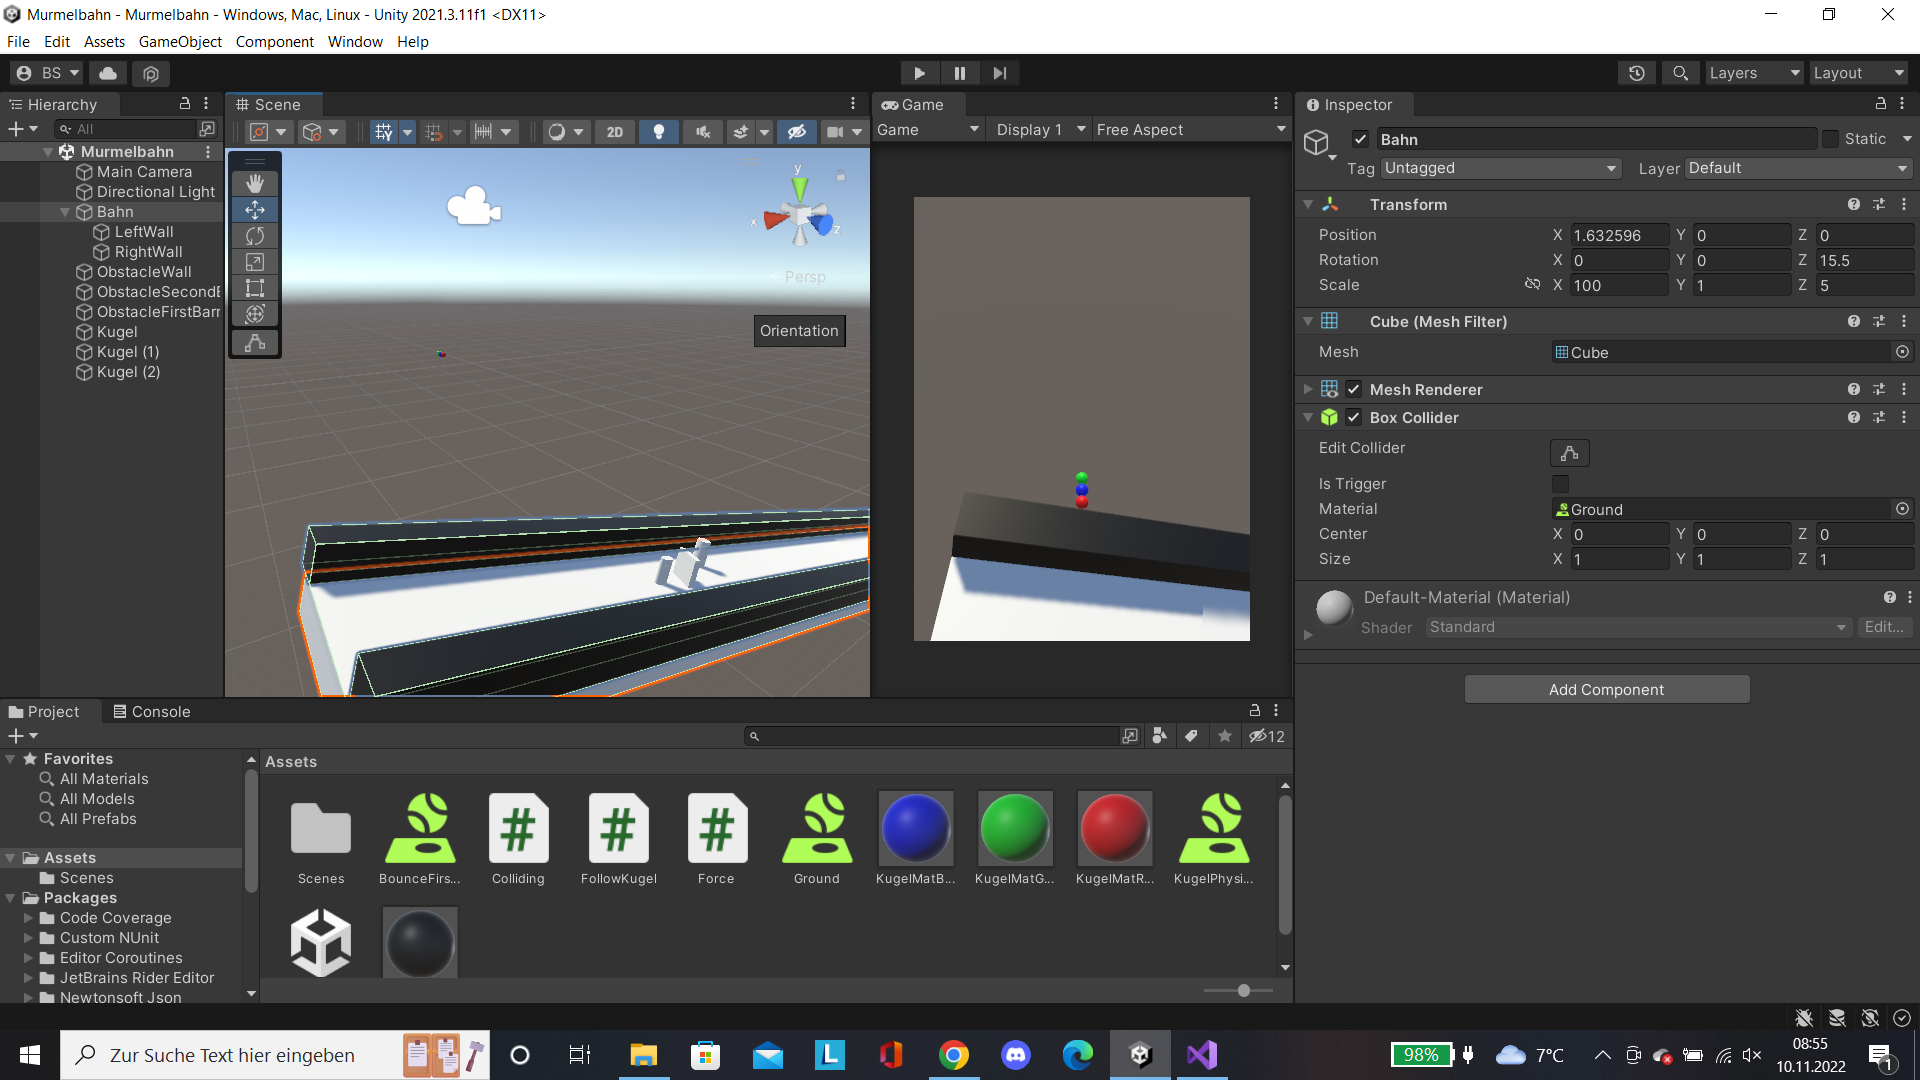 Murmelbahn - Murmelbahn - Windows, Mac, Linux - Unity 2021.3.11f1 <DX11>
File Edit Assets GameObject Component Window Help
BS
Layers
Layout
Hierarchy
All
Murmelbahn
Main Camera
Directional Light
Bahn
LeftWall
RightWall
ObstacleWall
ObstacleSecondB
ObstacleFirstBarr
Kugel
Kugel (1)
Kugel (2)
Scene
2D
y
x
z
Persp
Orientation
Game
Game Display 1 Free Aspect
Inspector
Bahn Static
Tag Untagged Layer Default
Transform
Position X 1.632596 Y 0 Z 0
Rotation X 0 Y 0 Z 15.5
Scale X 100 Y 1 Z 5
Cube (Mesh Filter)
Mesh Cube
Mesh Renderer
Box Collider
Edit Collider
Is Trigger
Material Ground
Center X 0 Y 0 Z 0
Size X 1 Y 1 Z 1
Default-Material (Material)
Shader Standard Edit...
Add Component
Project Console
12
Favorites
All Materials
All Models
All Prefabs
Assets
Scenes
Packages
Code Coverage
Custom NUnit
Editor Coroutines
JetBrains Rider Editor
Newtonsoft Json
Assets
Scenes BounceFirs... Colliding FollowKugel Force Ground KugelMatB... KugelMatG... KugelMatR... KugelPhysi...
Zur Suche Text hier eingeben
L
98%
7°C
08:55
10.11.2022
1